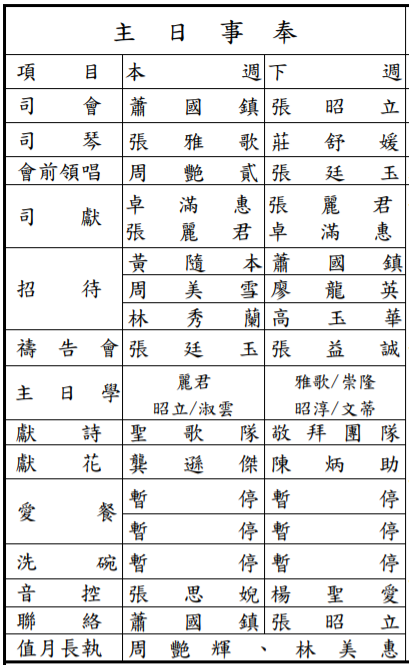 主日事奉
項目 本週 下週
司會 蕭國鎮 張昭立
司琴 張雅歌 莊舒媛
會前領唱 周艷貳 張廷玉
司獻 卓滿惠 張麗君
張麗君 卓滿惠
招待 黃隨本 蕭國鎮
周美雪 廖龍英
林秀蘭 高玉華
禱告會 張廷玉 張益誠
主日學 麗君 雅歌/崇隆
昭立/淑雲 昭淳/文蒂
獻詩 聖歌隊 敬拜團隊
獻花 龔遜傑 陳炳助
愛餐 暫停 暫停
暫停 暫停
洗碗 暫停 暫停
音控 張思婗 楊聖愛
聯絡 蕭國鎮 張昭立
值月長執 周艷輝、林美惠